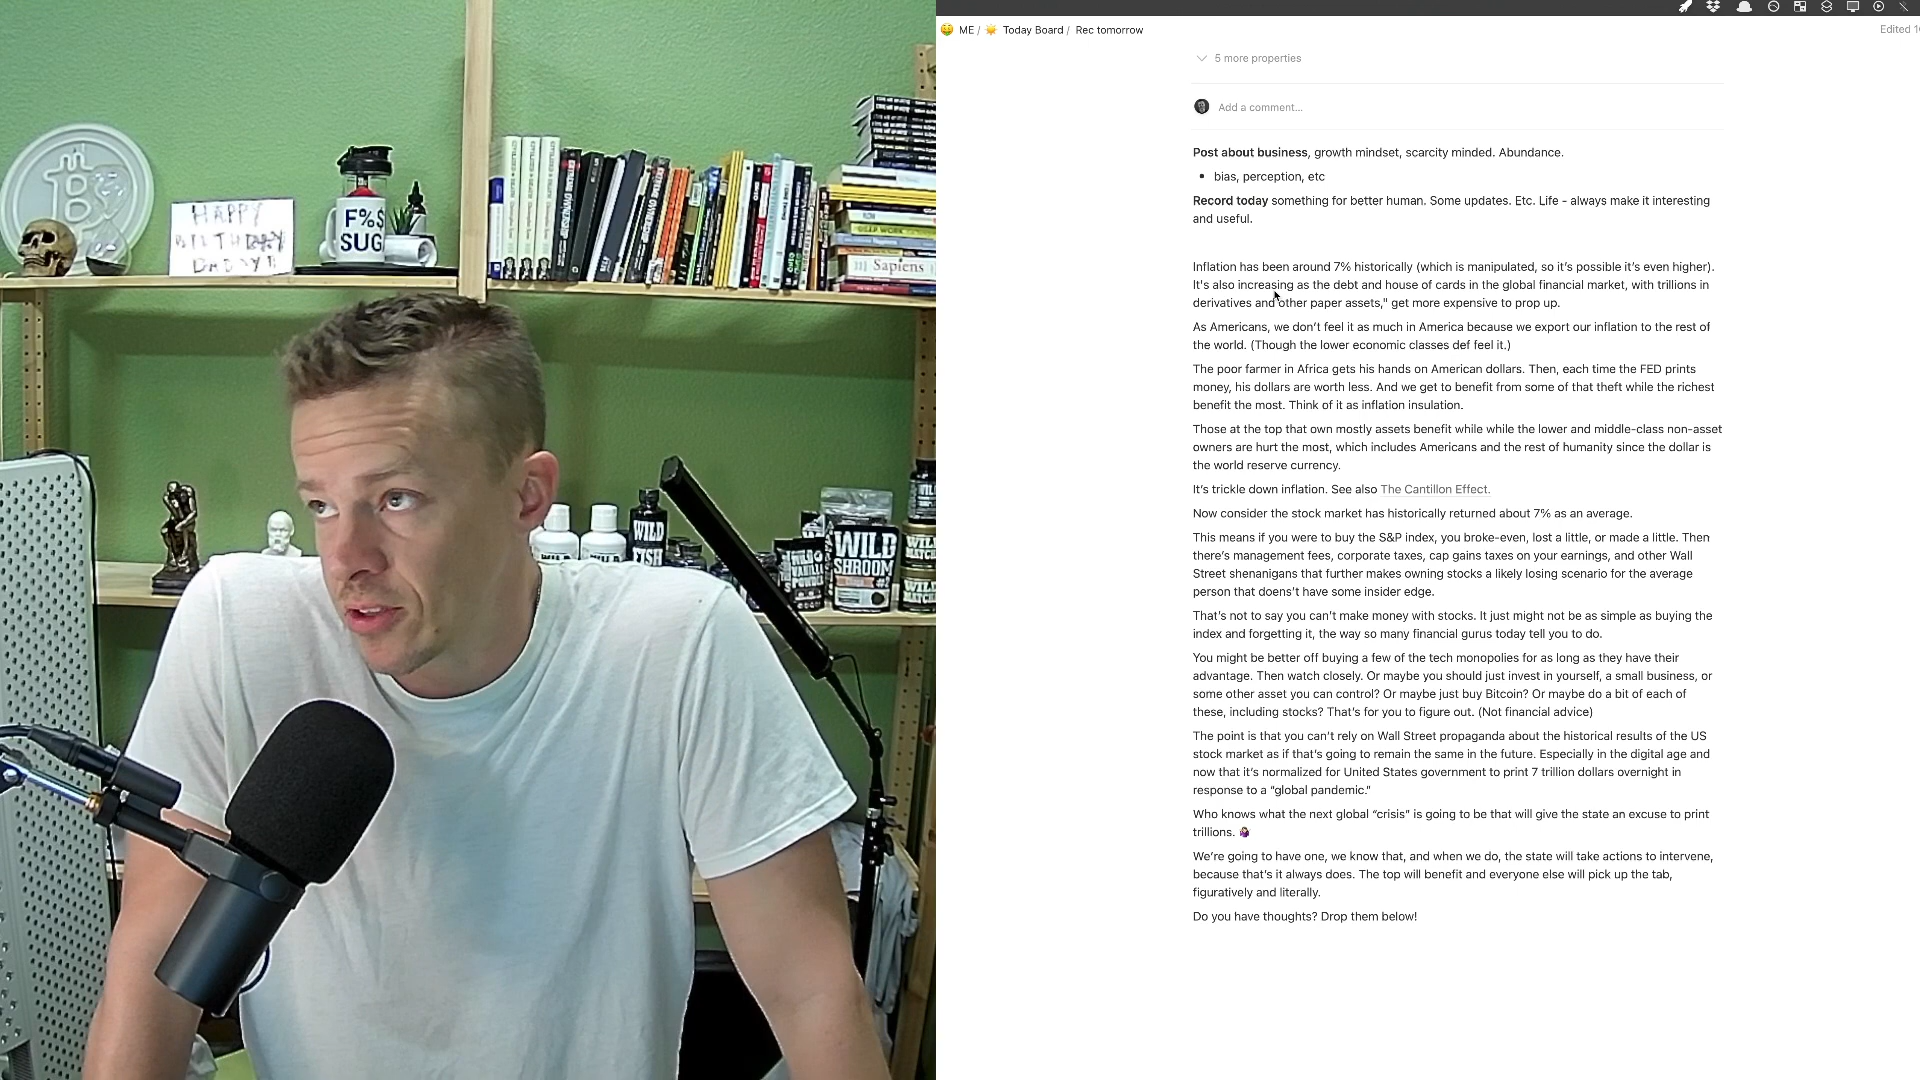 HAPPY
BIRTHDAY
DADDY!!
F%$
SUG
Sapiens
WILD
FISH
WILD
SHROOM
ME / Today Board / Rec tomorrow
Edited
5 more properties
Add a comment...
Post about business, growth mindset, scarcity minded. Abundance.
• bias, perception, etc
Record today something for better human. Some updates. Etc. Life - always make it interesting
and useful.
Inflation has been around 7% historically (which is manipulated, so it's possible it's even higher).
It's also increasing as the debt and house of cards in the global financial market, with trillions in
derivatives and other paper assets," get more expensive to prop up.
As Americans, we don't feel it as much in America because we export our inflation to the rest of
the world. (Though the lower economic classes def feel it.)
The poor farmer in Africa gets his hands on American dollars. Then, each time the FED prints
money, his dollars are worth less. And we get to benefit from some of that theft while the richest
benefit the most. Think of it as inflation insulation.
Those at the top that own mostly assets benefit while while the lower and middle-class non-asset
owners are hurt the most, which includes Americans and the rest of humanity since the dollar is
the world reserve currency.
It's trickle down inflation. See also The Cantillon Effect.
Now consider the stock market has historically returned about 7% as an average.
This means if you were to buy the S&P index, you broke-even, lost a little, or made a little. Then
there's management fees, corporate taxes, cap gains taxes on your earnings, and other Wall
Street shenanigans that further makes owning stocks a likely losing scenario for the average
person that doens't have some insider edge.
That's not to say you can't make money with stocks. It just might not be as simple as buying the
index and forgetting it, the way so many financial gurus today tell you to do.
You might be better off buying a few of the tech monopolies for as long as they have their
advantage. Then watch closely. Or maybe you should just invest in yourself, a small business, or
some other asset you can control? Or maybe just buy Bitcoin? Or maybe do a bit of each of
these, including stocks? That's for you to figure out. (Not financial advice)
The point is that you can't rely on Wall Street propaganda about the historical results of the US
stock market as if that's going to remain the same in the future. Especially in the digital age and
now that it's normalized for United States government to print 7 trillion dollars overnight in
response to a "global pandemic."
Who knows what the next global "crisis" is going to be that will give the state an excuse to print
trillions. 🤷🏽‍♀️
We're going to have one, we know that, and when we do, the state will take actions to intervene,
because that's it always does. The top will benefit and everyone else will pick up the tab,
figuratively and literally.
Do you have thoughts? Drop them below!